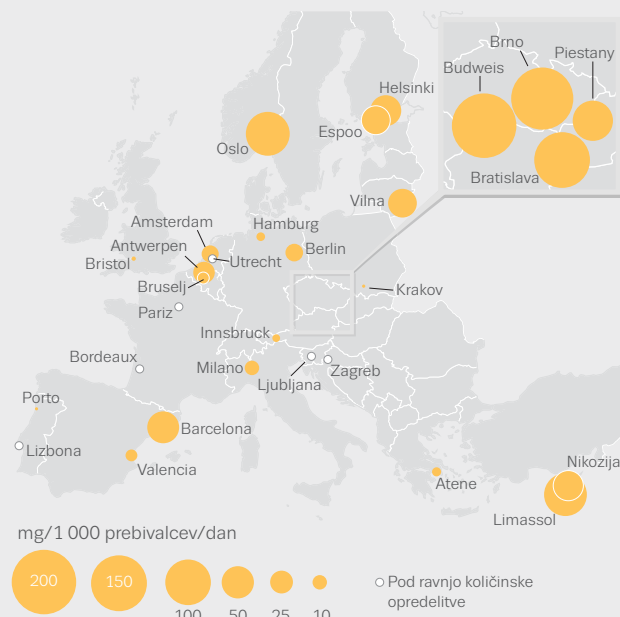 Brno
Piestany
Budweis
Bratislava
Helsinki
Espoo
Oslo
Vilna
Amsterdam
Hamburg
Antwerpen
Berlin
Bristol
Utrecht
Bruselj
Krakov
Pariz
Innsbruck
Bordeaux
Milano
Zagreb
Ljubljana
Porto
Barcelona
Lizbona
Valencia
Atene
Nikozija
Limassol
mg/1 000 prebivalcev/dan
200
150
100
50
25
10
Pod ravnjo količinske
opredelitve